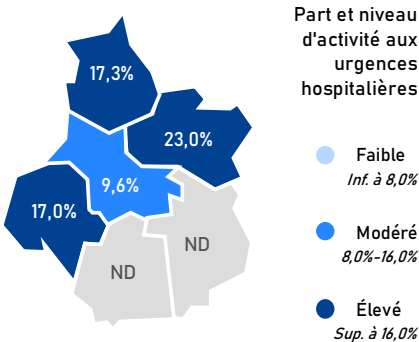 Part et niveau
d'activité aux
urgences
hospitalières
17,3%
23,0%
9,6%
17,0%
ND
ND
Faible
Inf. à 8,0%
Modéré
8,0%-16,0%
Élevé
Sup. à 16,0%